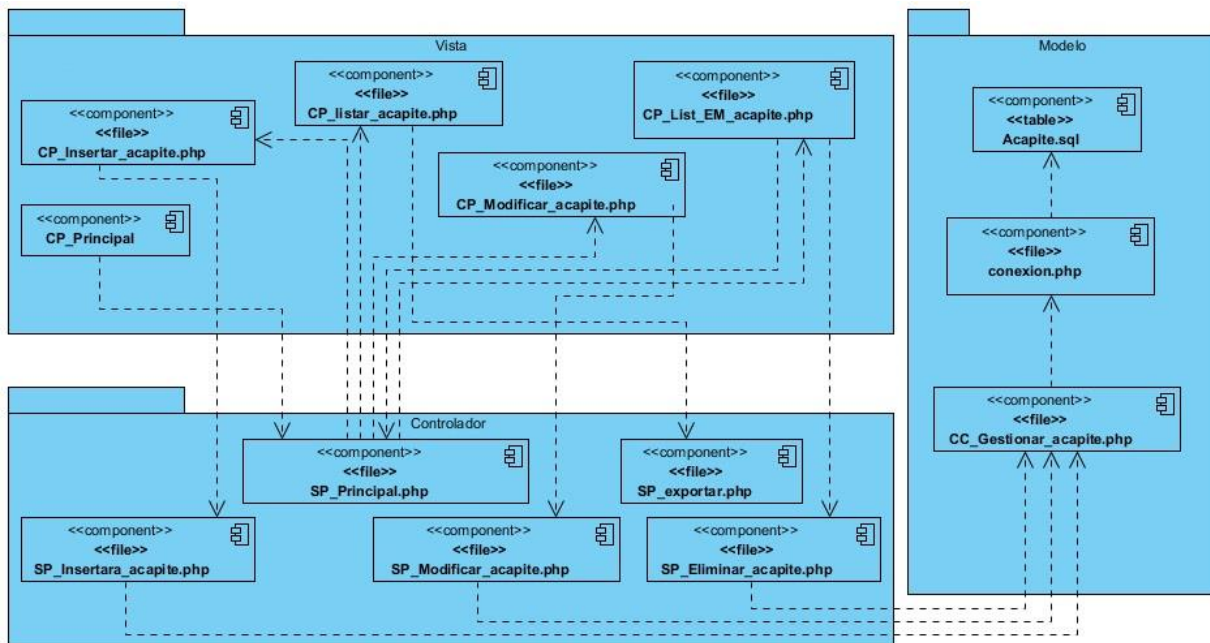 Vista
<<component>>
<<file>>
CP_Insertar_acapite.php
<<component>>
<<file>>
CP_listar_acapite.php
<<component>>
<<file>>
CP_List_EM_acapite.php
<<component>>
<<file>>
CP_Modificar_acapite.php
<<component>>
CP_Principal
Modelo
<<component>>
<<table>>
Acapite.sql
<<component>>
<<file>>
conexion.php
<<component>>
<<file>>
CC_Gestionar_acapite.php
Controlador
<<component>>
<<file>>
SP_Principal.php
<<component>>
<<file>>
SP_exportar.php
<<component>>
<<file>>
SP_Insertara_acapite.php
<<component>>
<<file>>
SP_Modificar_acapite.php
<<component>>
<<file>>
SP_Eliminar_acapite.php